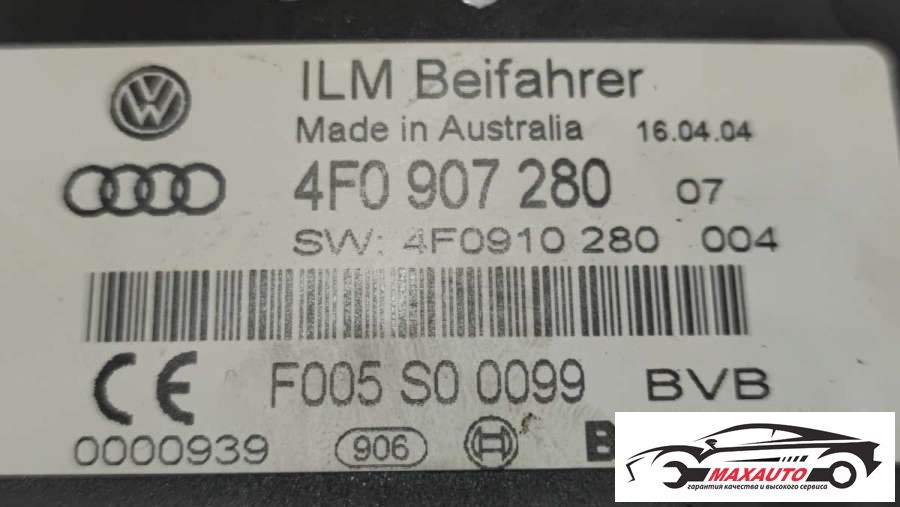 ILM Beifahrer
Made in Australia 16.04.04
4F0 907 280 07
SW: 4F0910 280 004
F005 S0 0099 BVB
0000939 906 B
MAXAUTO
гарантия качества и высокого сервиса